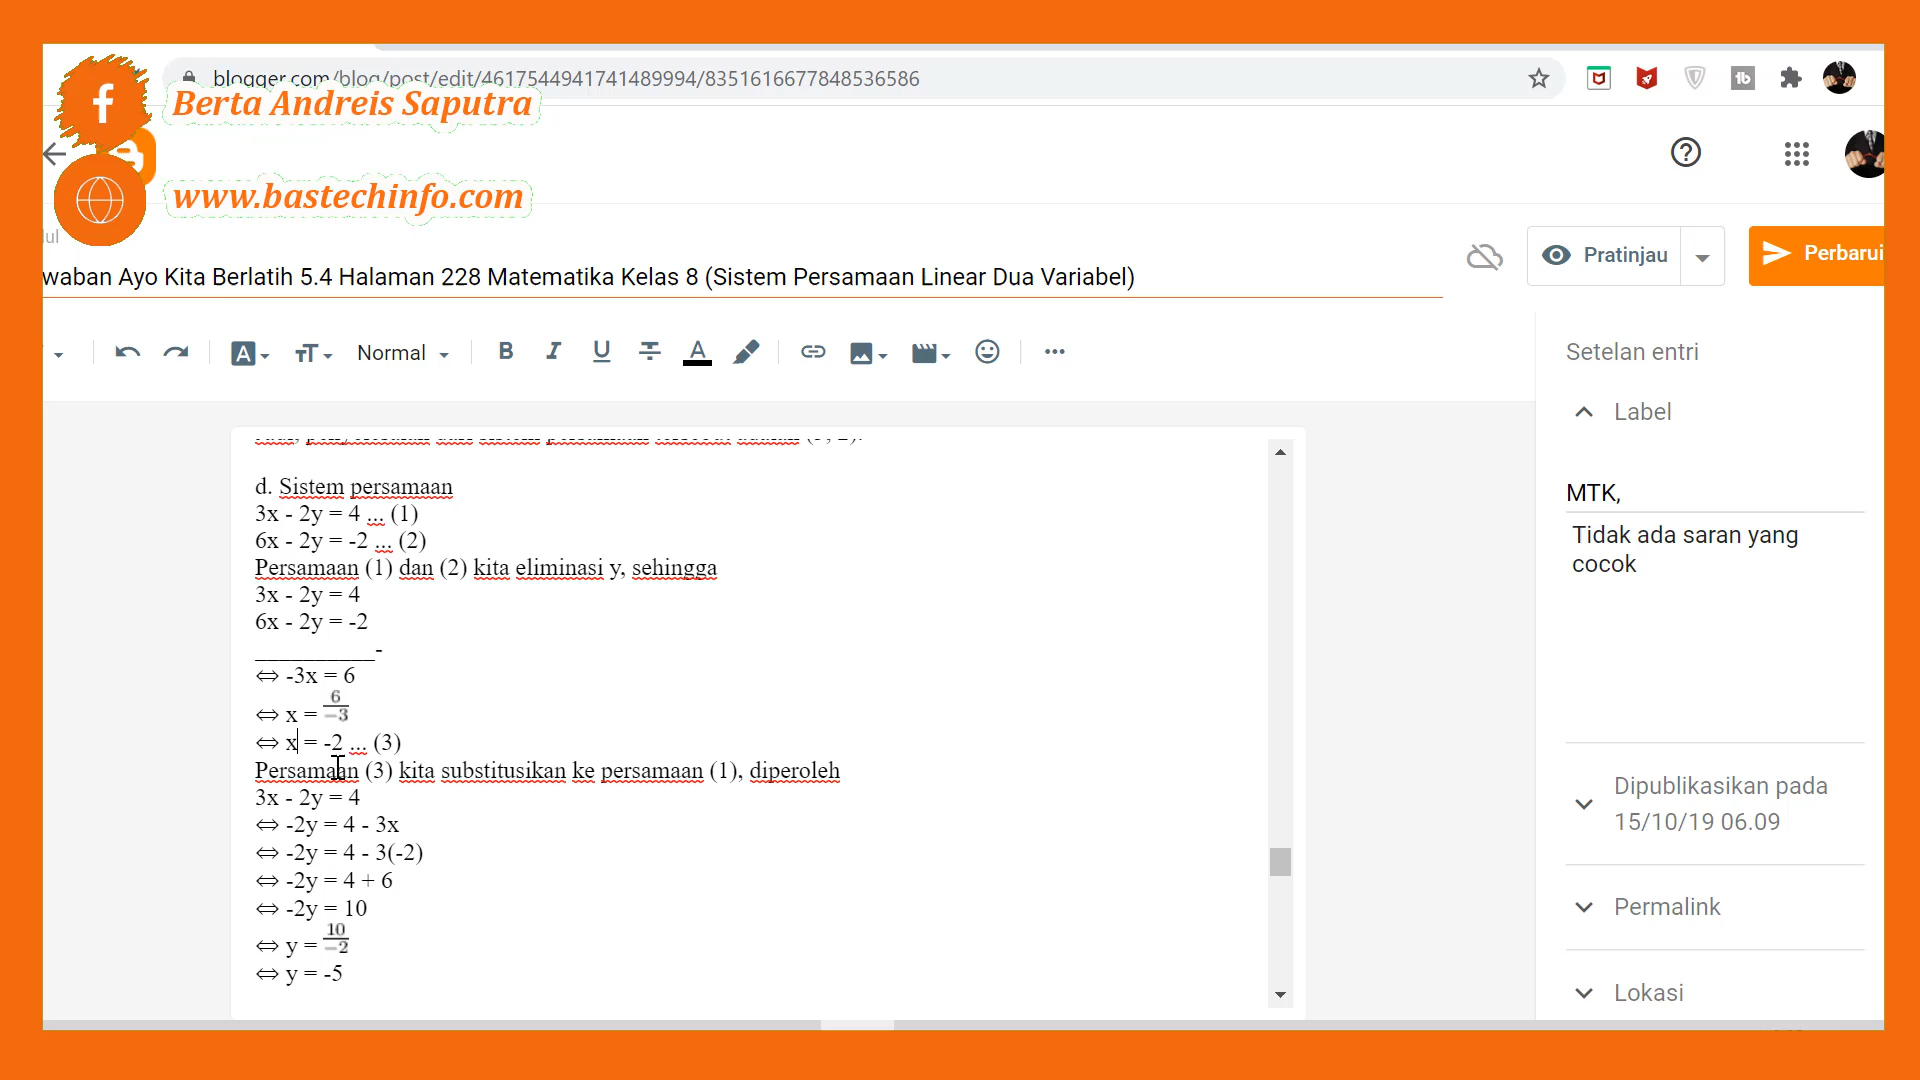 blogger.com/blog/post/edit/4617544941741489994/8351616677848536586
Berta Andreis Saputra
www.bastechinfo.com
lul
waban Ayo Kita Berlatih 5.4 Halaman 228 Matematika Kelas 8 (Sistem Persamaan Linear Dua Variabel)
Pratinjau
Perbarui
A
Normal
B I U
A
Setelan entri
Label
MTK,
Tidak ada saran yang
cocok
Dipublikasikan pada
15/10/19 06.09
Permalink
Lokasi
d. Sistem persamaan
3x - 2y = 4 ... (1)
6x - 2y = -2 ... (2)
Persamaan (1) dan (2) kita eliminasi y, sehingga
3x - 2y = 4
6x - 2y = -2
__________-
⇔ -3x = 6
⇔ x = 6/−3
⇔ x = -2 ... (3)
Persamaan (3) kita substitusikan ke persamaan (1), diperoleh
3x - 2y = 4
⇔ -2y = 4 - 3x
⇔ -2y = 4 - 3(-2)
⇔ -2y = 4 + 6
⇔ -2y = 10
⇔ y = 10/−2
⇔ y = -5